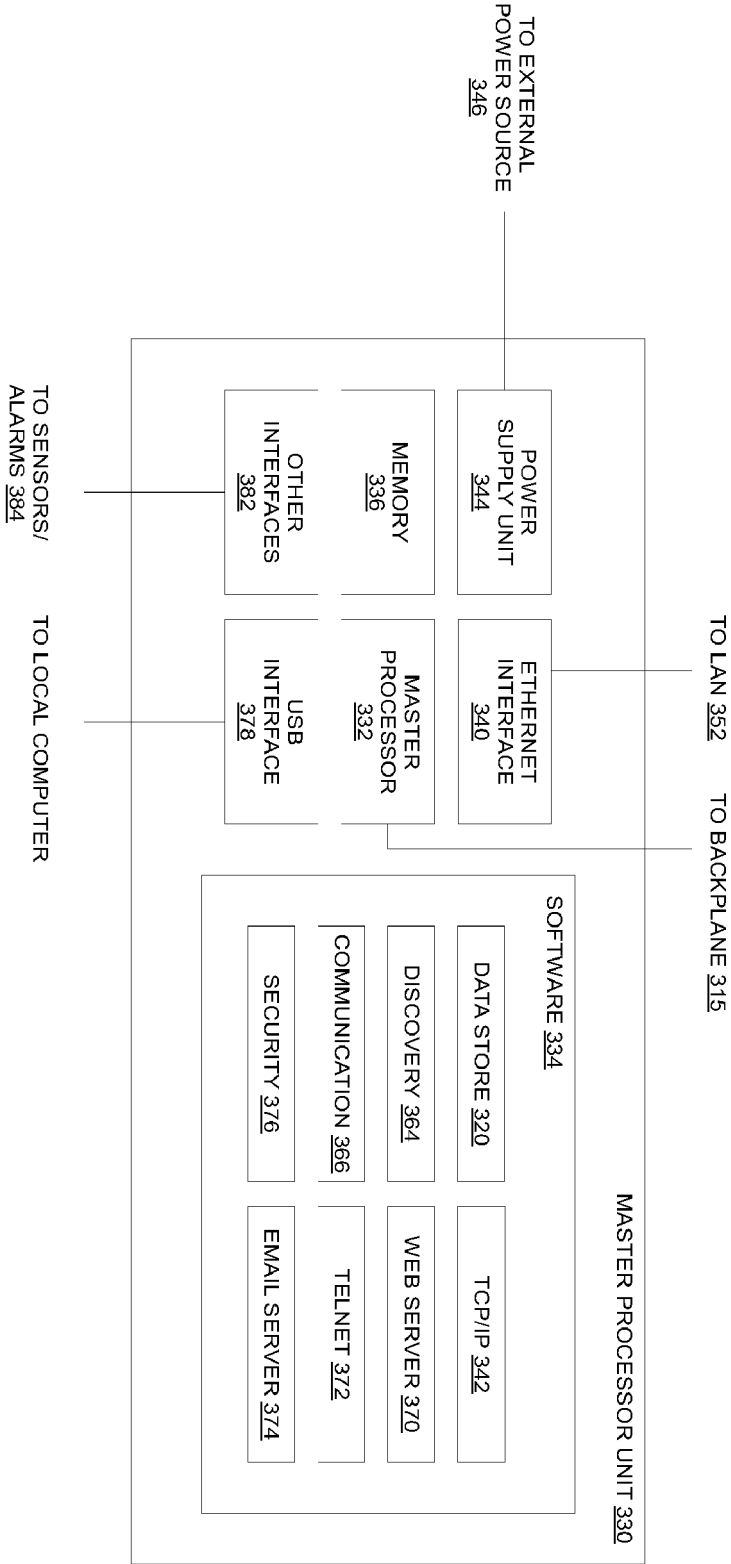 TO LAN 352
TO BACKPLANE 315
MASTER PROCESSOR UNIT 330
TO EXTERNAL
POWER SOURCE
346
POWER
SUPPLY UNIT
344
ETHERNET
INTERFACE
340
MEMORY
336
MASTER
PROCESSOR
332
OTHER
INTERFACES
382
USB
INTERFACE
378
SOFTWARE 334
DATA STORE 320
TCP/IP 342
DISCOVERY 364
WEB SERVER 370
COMMUNICATION 366
TELNET 372
SECURITY 376
EMAIL SERVER 374
TO SENSORS/
ALARMS 384
TO LOCAL COMPUTER